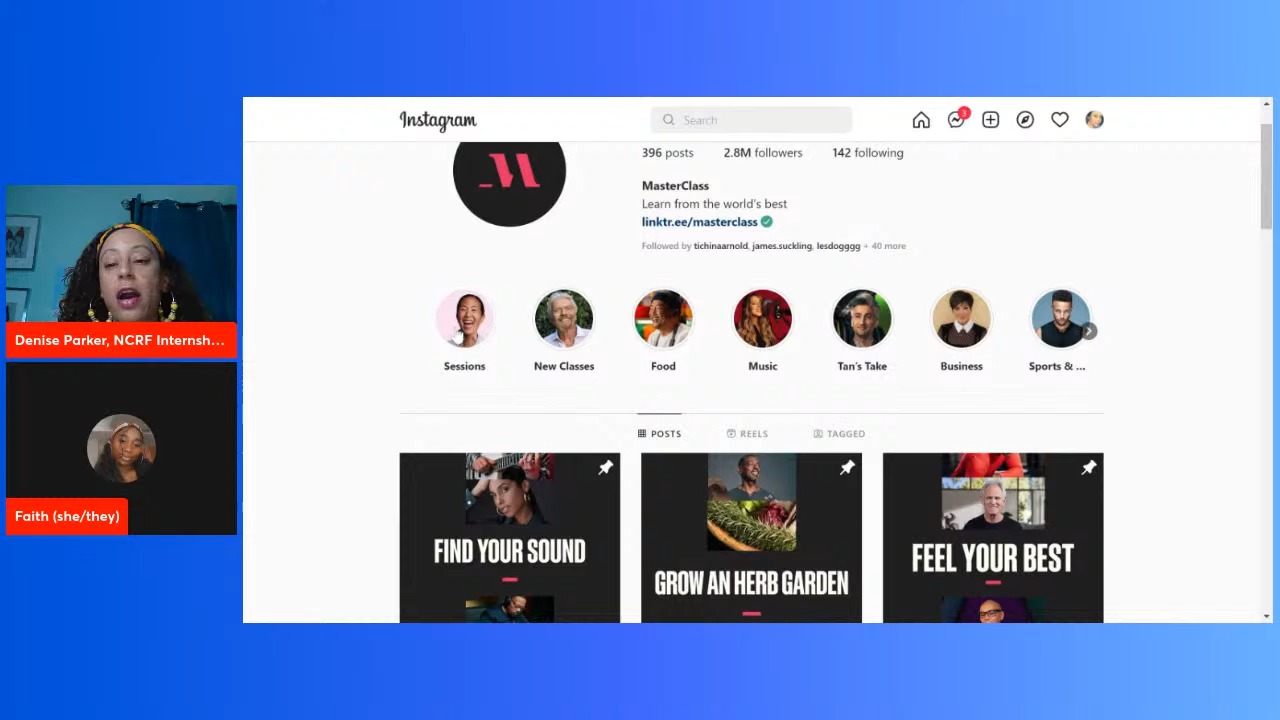 Instagram
Search
3
396 posts 2.8M followers 142 following
MasterClass
Learn from the world's best
linktr.ee/masterclass
Followed by tichinaarnold, james.suckling, lesdogggg + 40 more
Sessions New Classes Food Music Tan's Take Business Sports & ...
POSTS REELS TAGGED
FIND YOUR SOUND
GROW AN HERB GARDEN
FEEL YOUR BEST
Denise Parker, NCRF Internsh...
Faith (she/they)